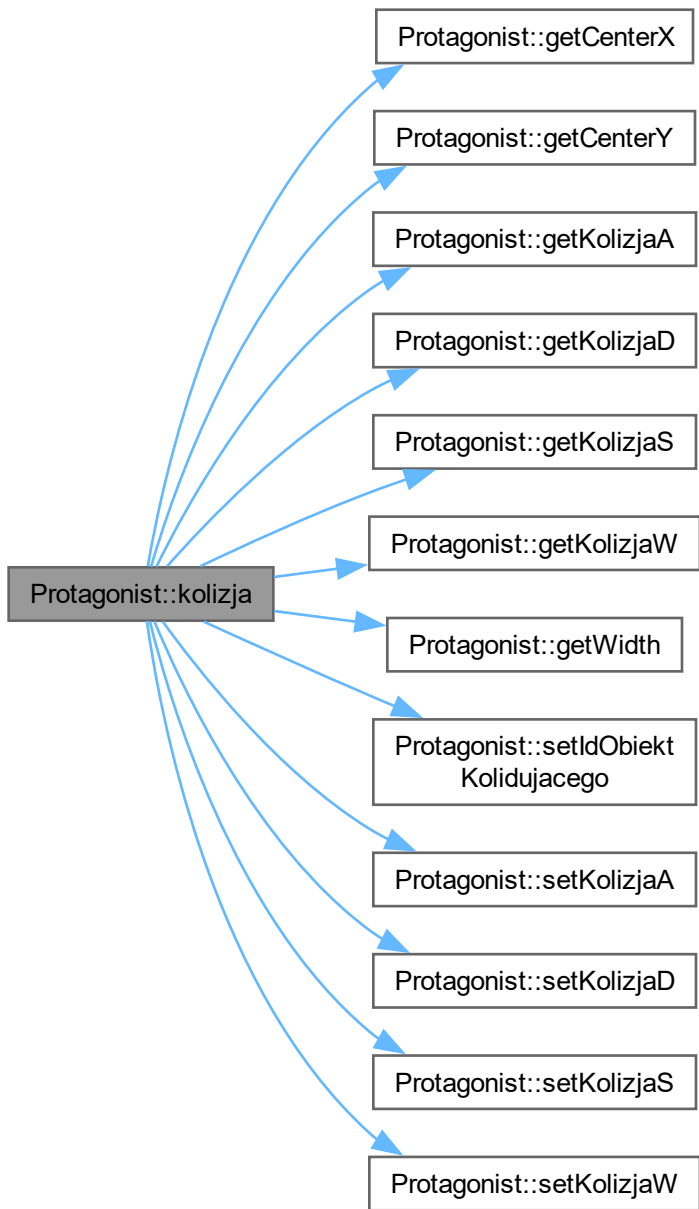 Protagonist::getCenterX
Protagonist::getCenterY
Protagonist::getKolizjaA
Protagonist::getKolizjaD
Protagonist::getKolizjaS
Protagonist::getKolizjaW
Protagonist::kolizja
Protagonist::getWidth
Protagonist::setIdObiekt
Kolidujacego
Protagonist::setKolizjaA
Protagonist::setKolizjaD
Protagonist::setKolizjaS
Protagonist::setKolizjaW